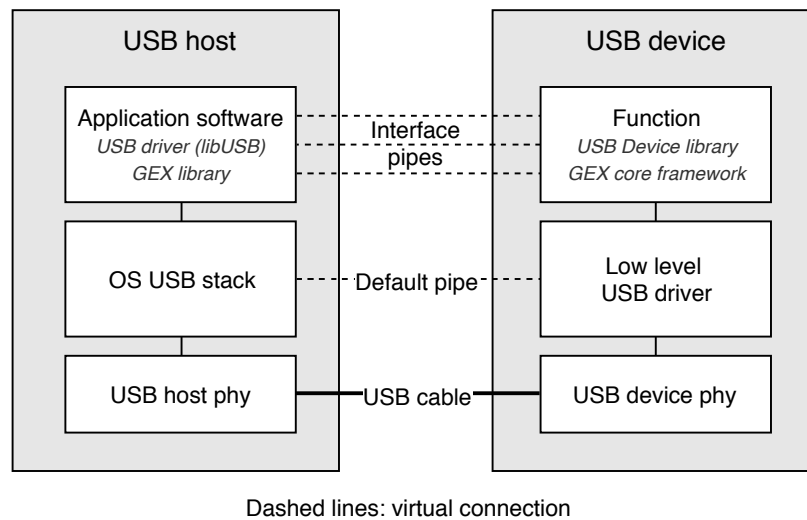 USB host
Application software
USB driver (libUSB)
GEX library
OS USB stack
USB host phy
Interface
pipes
Default pipe
USB cable
USB device
Function
USB Device library
GEX core framework
Low level
USB driver
USB device phy
Dashed lines: virtual connection